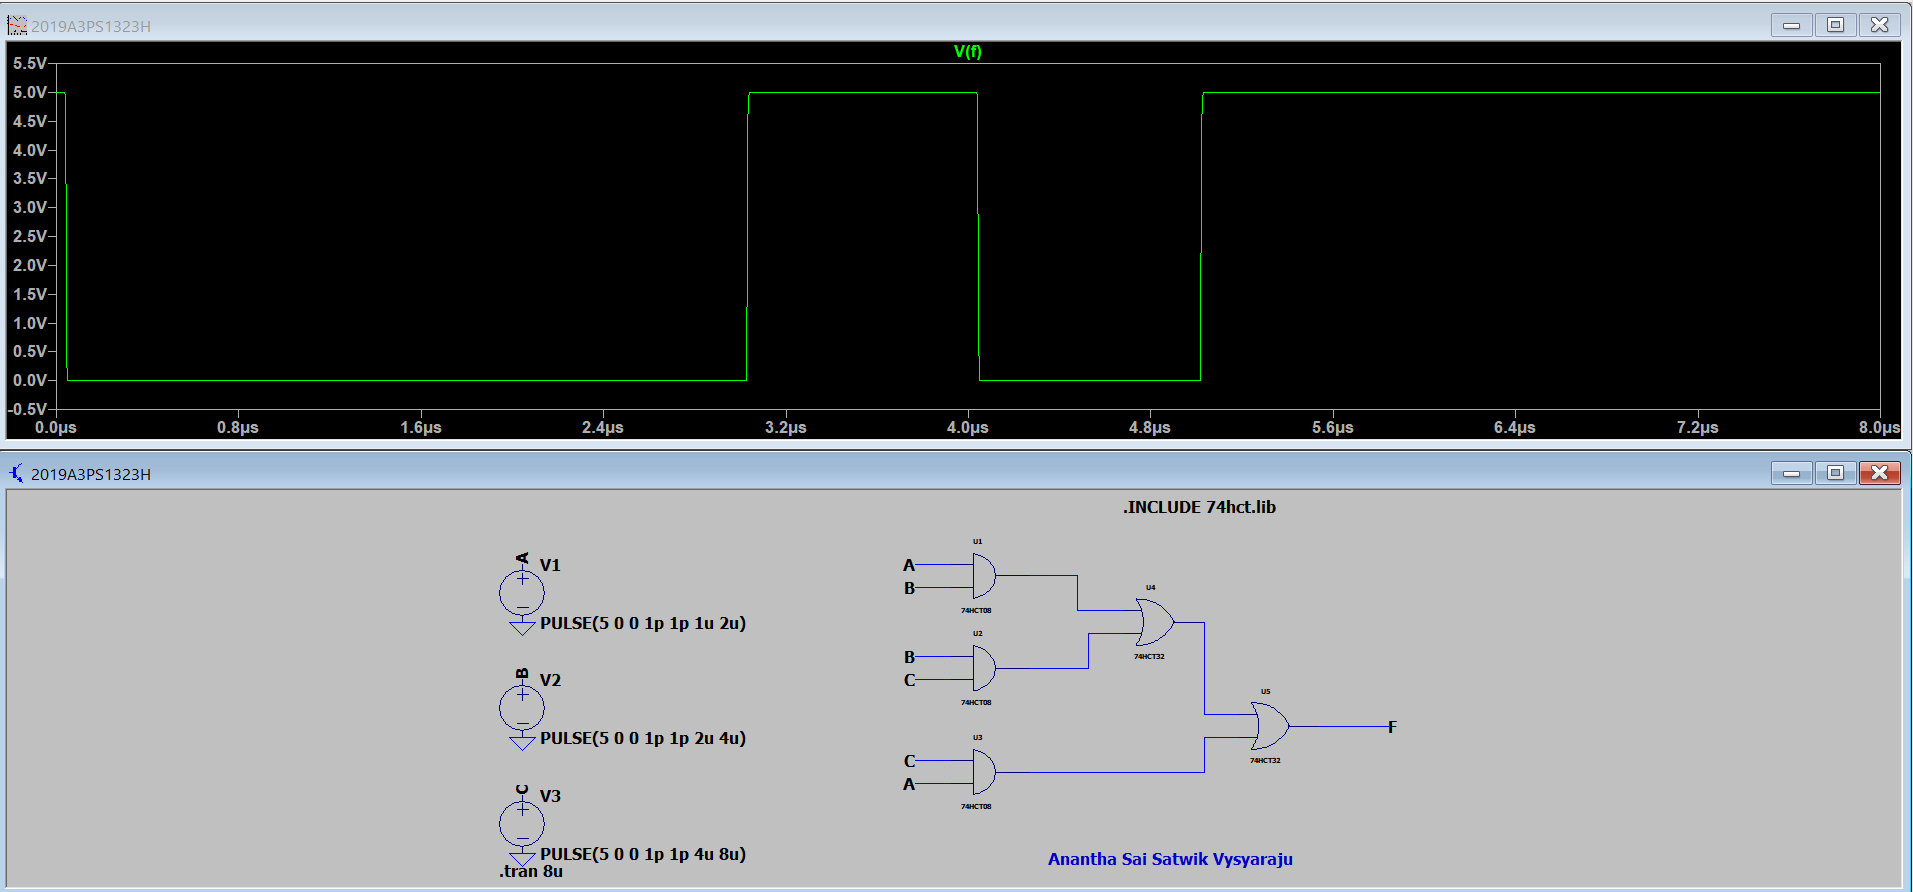 2019A3PS1323H
V(f)
5.5V
5.0V
4.5V
4.0V
3.5V
3.0V
2.5V
2.0V
1.5V
1.0V
0.5V
0.0V
-0.5V
0.0µs 0.8µs 1.6µs 2.4µs 3.2µs 4.0µs 4.8µs 5.6µs 6.4µs 7.2µs 8.0µs
2019A3PS1323H
.INCLUDE 74hct.lib
A
V1
PULSE(5 0 0 1p 1p 1u 2u)
B
V2
PULSE(5 0 0 1p 1p 2u 4u)
C
V3
PULSE(5 0 0 1p 1p 4u 8u)
.tran 8u
U1
A
B
74HCT08
U2
B
C
74HCT08
U3
C
A
74HCT08
U4
74HCT32
U5
74HCT32
F
Anantha Sai Satwik Vysyaraju